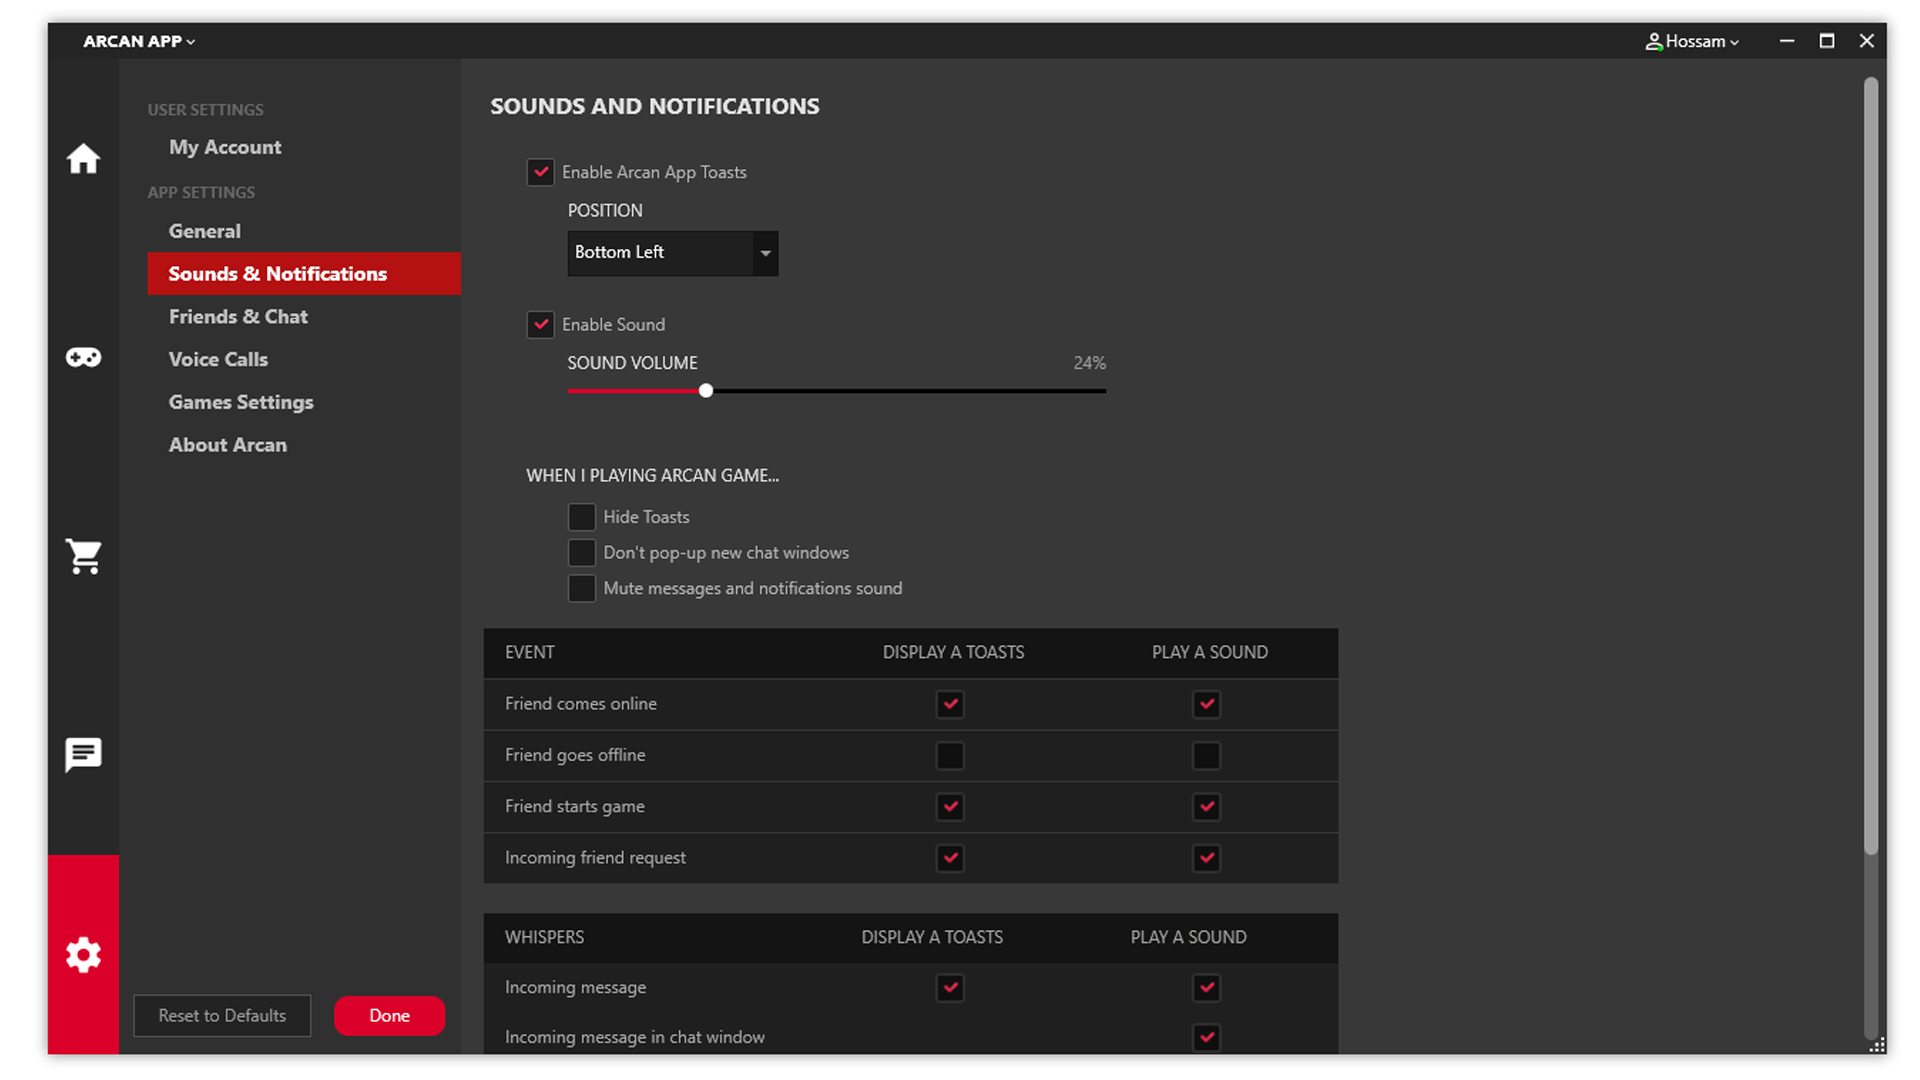 ARCAN APP
Hossam
USER SETTINGS
My Account
APP SETTINGS
General
Sounds & Notifications
Friends & Chat
Voice Calls
Games Settings
About Arcan
Reset to Defaults
Done
SOUNDS AND NOTIFICATIONS
Enable Arcan App Toasts
POSITION
Bottom Left
Enable Sound
SOUND VOLUME 24%
WHEN I PLAYING ARCAN GAME...
Hide Toasts
Don't pop-up new chat windows
Mute messages and notifications sound
EVENT DISPLAY A TOASTS PLAY A SOUND
Friend comes online
Friend goes offline
Friend starts game
Incoming friend request
WHISPERS DISPLAY A TOASTS PLAY A SOUND
Incoming message
Incoming message in chat window